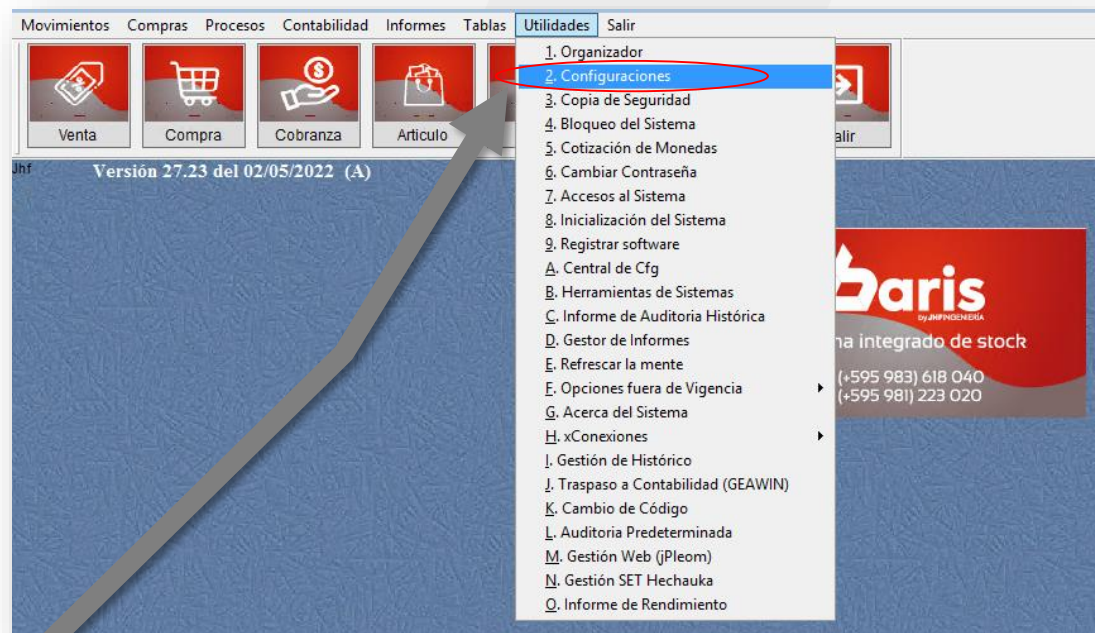 Movimientos Compras Procesos Contabilidad Informes Tablas Utilidades Salir
Venta Compra Cobranza Articulo
Jhf Versión 27.23 del 02/05/2022 (A)
1. Organizador
2. Configuraciones
3. Copia de Seguridad
4. Bloqueo del Sistema
5. Cotización de Monedas
6. Cambiar Contraseña
7. Accesos al Sistema
8. Inicialización del Sistema
9. Registrar software
A. Central de Cfg
B. Herramientas de Sistemas
C. Informe de Auditoria Histórica
D. Gestor de Informes
E. Refrescar la mente
F. Opciones fuera de Vigencia
G. Acerca del Sistema
H. xConexiones
I. Gestión de Histórico
J. Traspaso a Contabilidad (GEAWIN)
K. Cambio de Código
L. Auditoria Predeterminada
M. Gestión Web (jPleom)
N. Gestión SET Hechauka
O. Informe de Rendimiento
alir
baris
by JHF INGENIERÍA
na integrado de stock
(+595 983) 618 040
(+595 981) 223 020